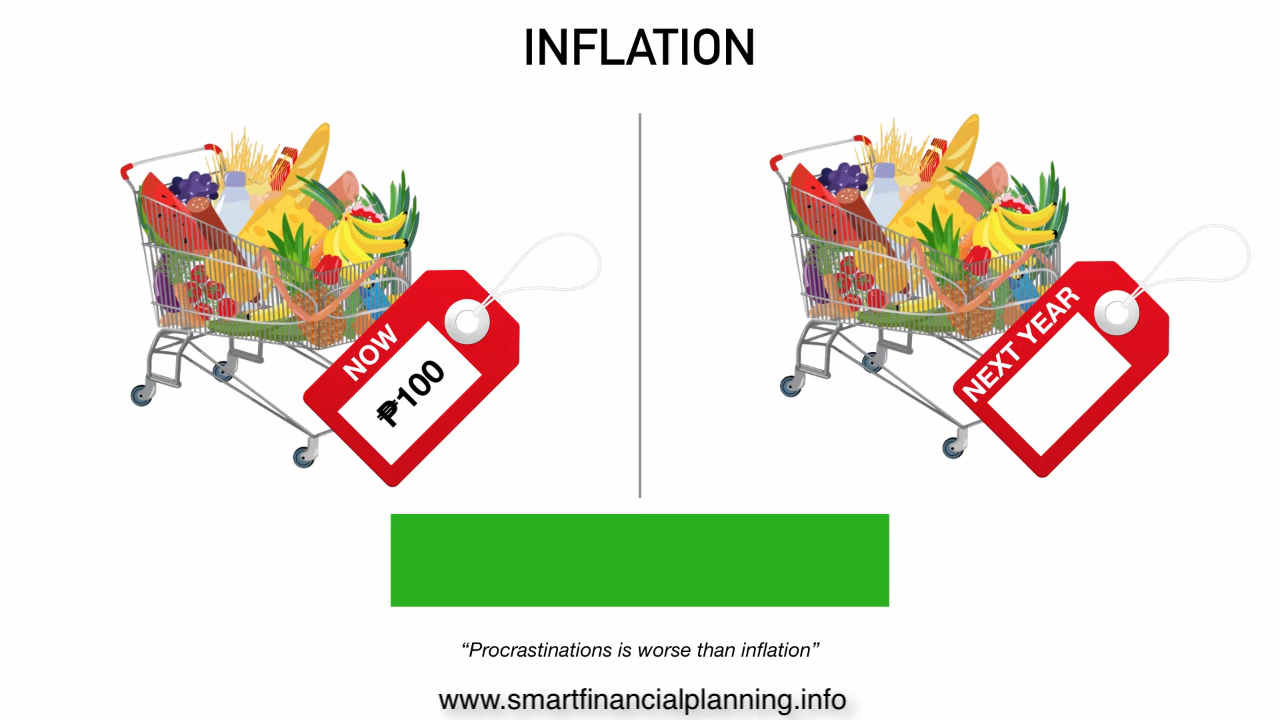 INFLATION
NOW
₱100
NEXT YEAR
“Procrastinations is worse than inflation”
www.smartfinancialplanning.info